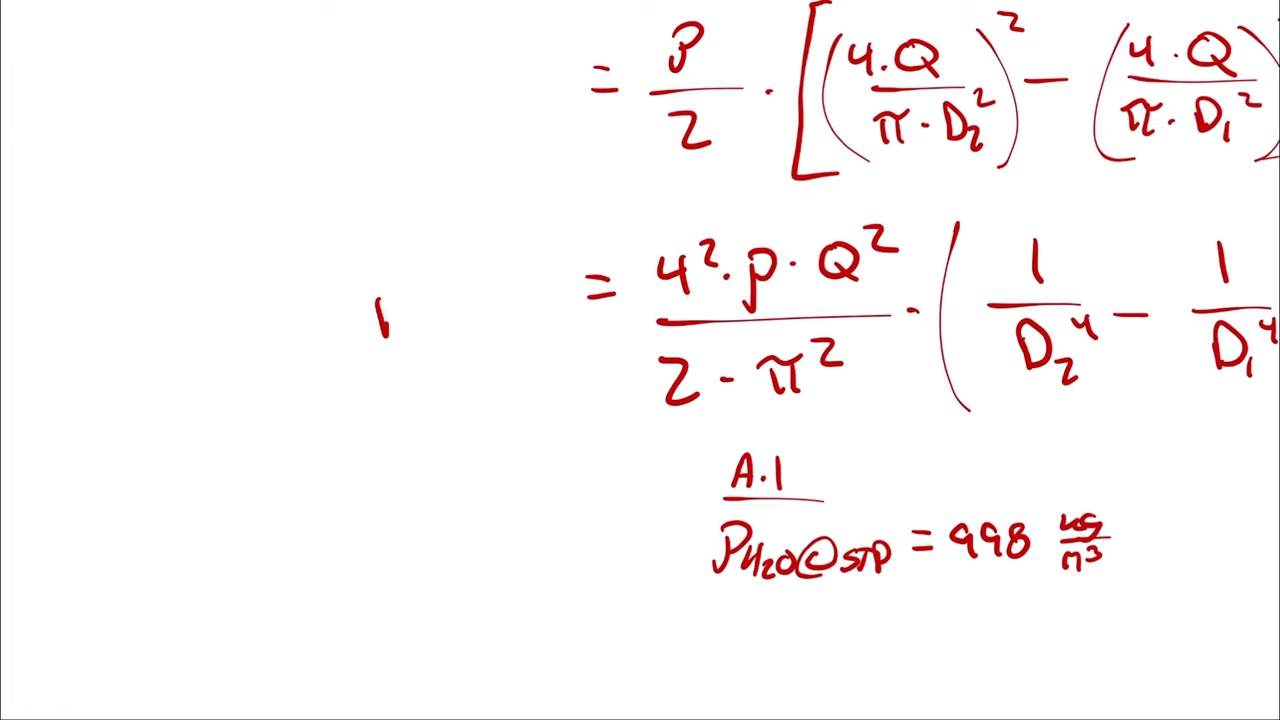 = ρ/2 · [(4·Q/π·D₂²)² − (4·Q/π·D₁²)
= 4²·ρ·Q²/2·π² · (1/D₂⁴ − 1/D₁⁴
A.1
ρH₂O@STP = 998 kg/m³